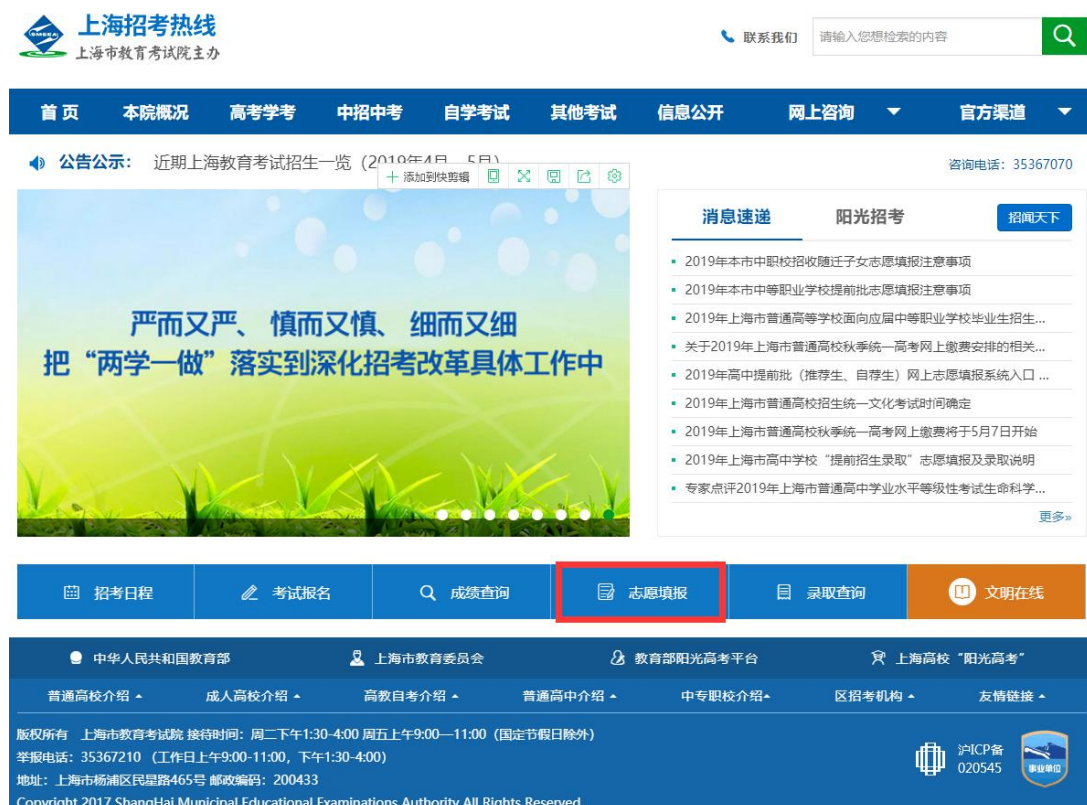 SMEEA
上海招考热线
上海市教育考试院主办
联系我们
请输入您想检索的内容
首 页 本院概况 高考学考 中招中考 自学考试 其他考试 信息公开 网上咨询 官方渠道
公告公示： 近期上海教育考试招生一览（2019年4月、5月）
咨询电话：35367070
添加到快剪辑
严而又严、 慎而又慎、 细而又细
把“两学一做”落实到深化招考改革具体工作中
消息速递 阳光招考 招闻天下
2019年本市中职校招收随迁子女志愿填报注意事项
2019年本市中等职业学校提前批志愿填报注意事项
2019年上海市普通高等学校面向应届中等职业学校毕业生招生...
关于2019年上海市普通高校秋季统一高考网上缴费安排的相关...
2019年高中提前批（推荐生、自荐生）网上志愿填报系统入口 ...
2019年上海市普通高校招生统一文化考试时间确定
2019年上海市普通高校秋季统一高考网上缴费将于5月7日开始
2019年上海市高中学校“提前招生录取”志愿填报及录取说明
专家点评2019年上海市普通高中学业水平等级性考试生命科学...
更多»
招考日程 考试报名 成绩查询 志愿填报 录取查询 文明在线
中华人民共和国教育部 上海市教育委员会 教育部阳光高考平台 上海高校“阳光高考”
普通高校介绍 成人高校介绍 高教自考介绍 普通高中介绍 中专职校介绍 区招考机构 友情链接
版权所有 上海市教育考试院 接待时间：周二下午1:30-4:00 周五上午9:00—11:00（国定节假日除外）
举报电话：35367210 （工作日上午9:00-11:00，下午1:30-4:00）
地址：上海市杨浦区民星路465号 邮政编码：200433
Copyright 2017 ShangHai Municipal Educational Examinations Authority All Rights Reserved
沪ICP备
020545
事业单位